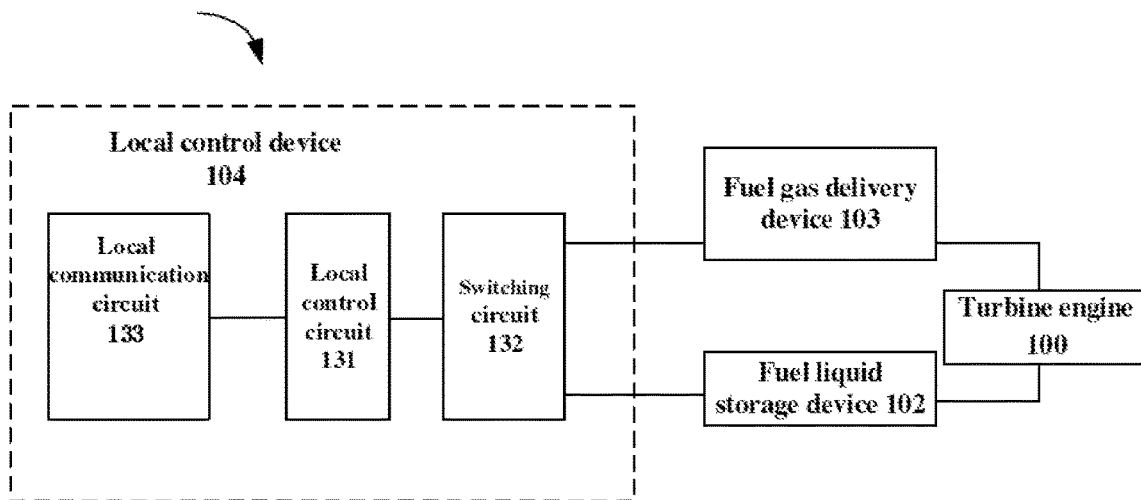 Local control device
104
Local
communication
circuit
133
Local
control
circuit
131
Switching
circuit
132
Fuel gas delivery
device 103
Fuel liquid
storage device 102
Turbine engine
100